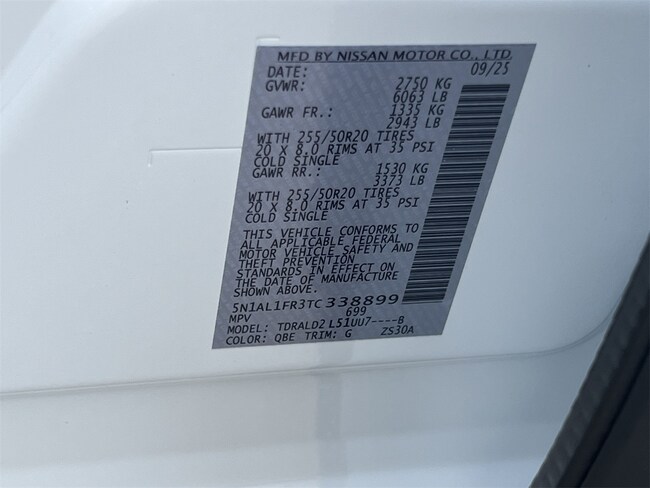 MFD BY NISSAN MOTOR CO., LTD.
DATE: 09/25
GVWR: 2750 KG
6063 LB
GAWR FR.: 1335 KG
2943 LB
WITH 255/50R20 TIRES
20 X 8.0 RIMS AT 35 PSI
COLD SINGLE
GAWR RR.: 1530 KG
3373 LB
WITH 255/50R20 TIRES
20 X 8.0 RIMS AT 35 PSI
COLD SINGLE
THIS VEHICLE CONFORMS TO
ALL APPLICABLE FEDERAL
MOTOR VEHICLE SAFETY AND
THEFT PREVENTION
STANDARDS IN EFFECT ON
THE DATE OF MANUFACTURE
SHOWN ABOVE.
5N1AL1FR3TC338899
MPV 699
MODEL: TDRALD2 L51UU7----B
COLOR: QBE TRIM: G ZS30A